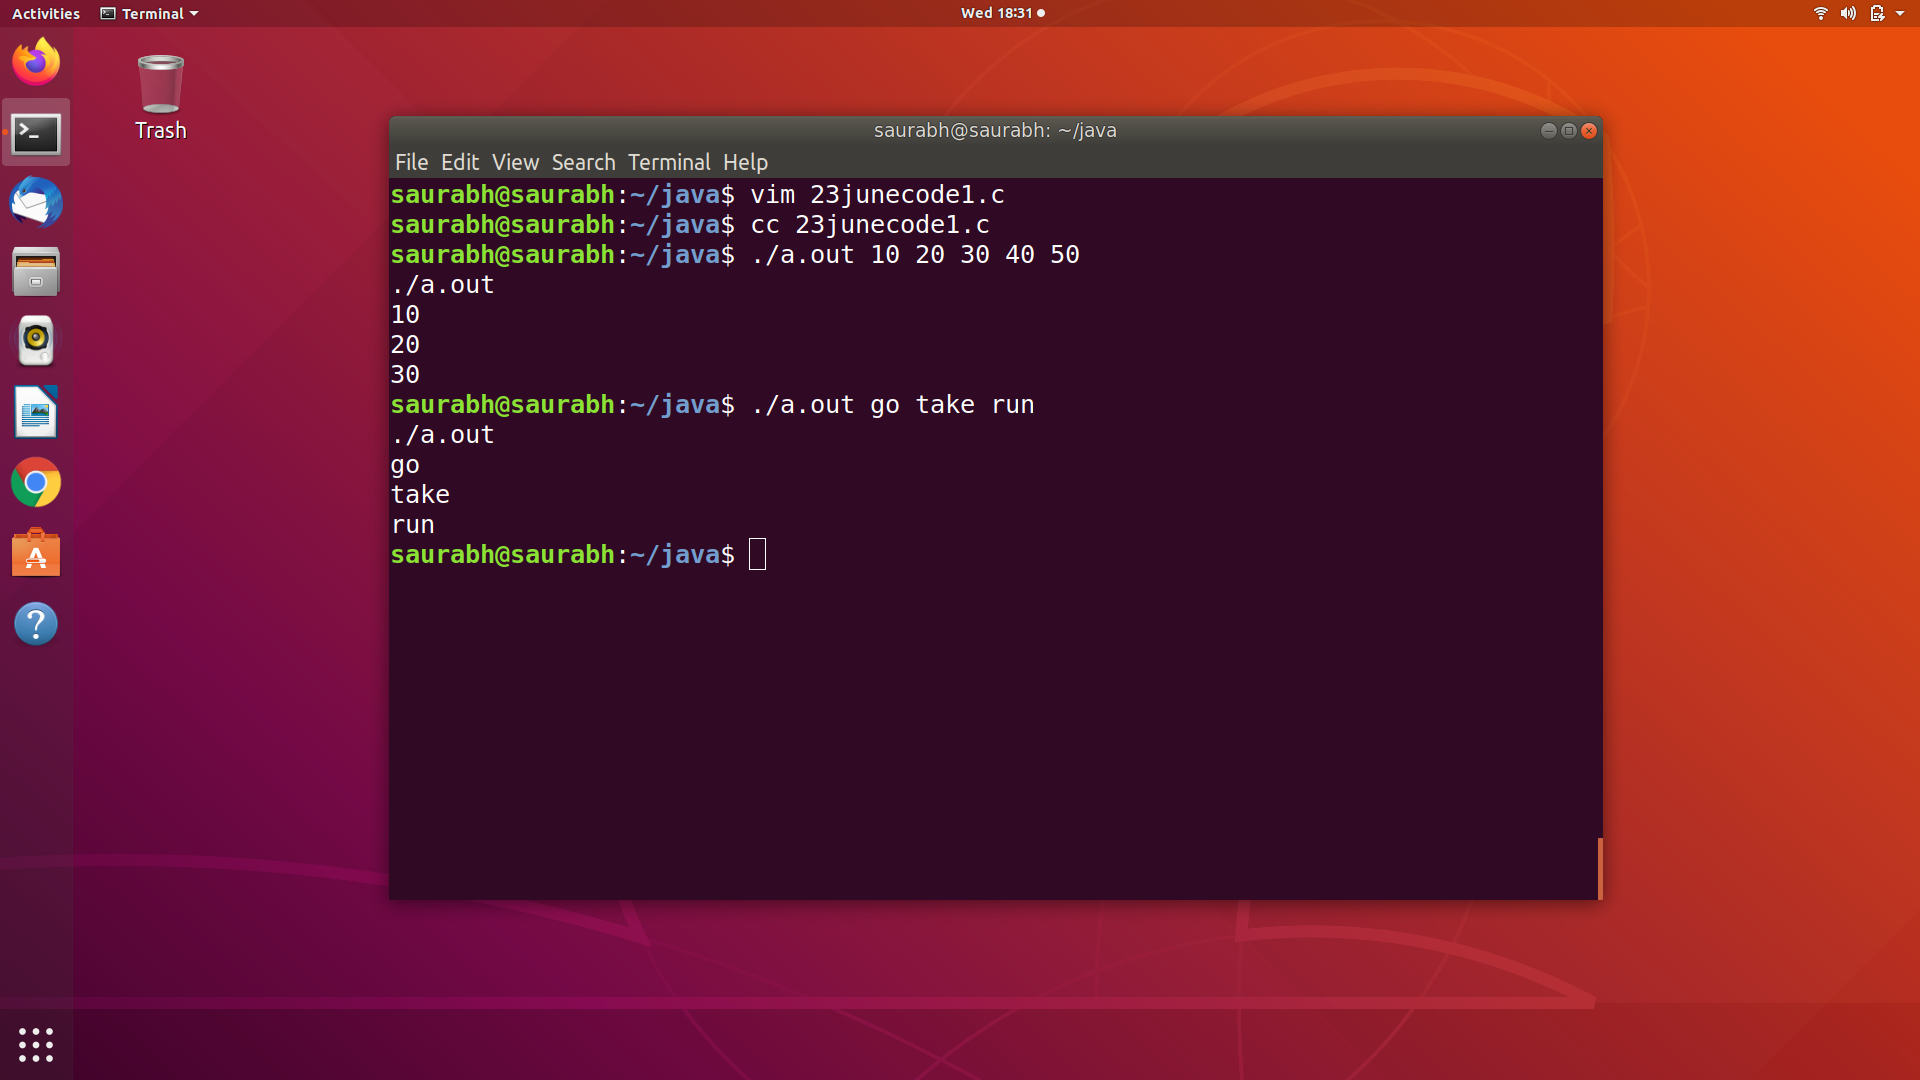 Activities Terminal Wed 18:31
Trash
saurabh@saurabh: ~/java
File Edit View Search Terminal Help
saurabh@saurabh:~/java$ vim 23junecode1.c
saurabh@saurabh:~/java$ cc 23junecode1.c
saurabh@saurabh:~/java$ ./a.out 10 20 30 40 50
./a.out
10
20
30
saurabh@saurabh:~/java$ ./a.out go take run
./a.out
go
take
run
saurabh@saurabh:~/java$